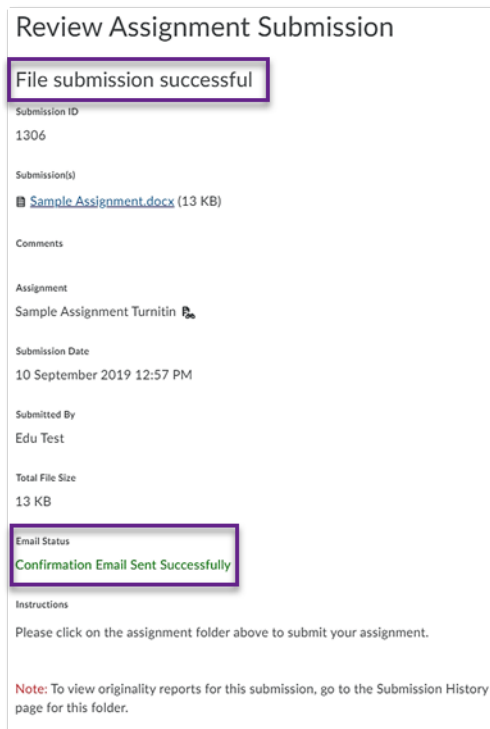 Review Assignment Submission
File submission successful
Submission ID
1306
Submission(s)
Sample Assignment.docx (13 KB)
Comments
Assignment
Sample Assignment Turnitin
Submission Date
10 September 2019 12:57 PM
Submitted By
Edu Test
Total File Size
13 KB
Email Status
Confirmation Email Sent Successfully
Instructions
Please click on the assignment folder above to submit your assignment.
Note: To view originality reports for this submission, go to the Submission History
page for this folder.